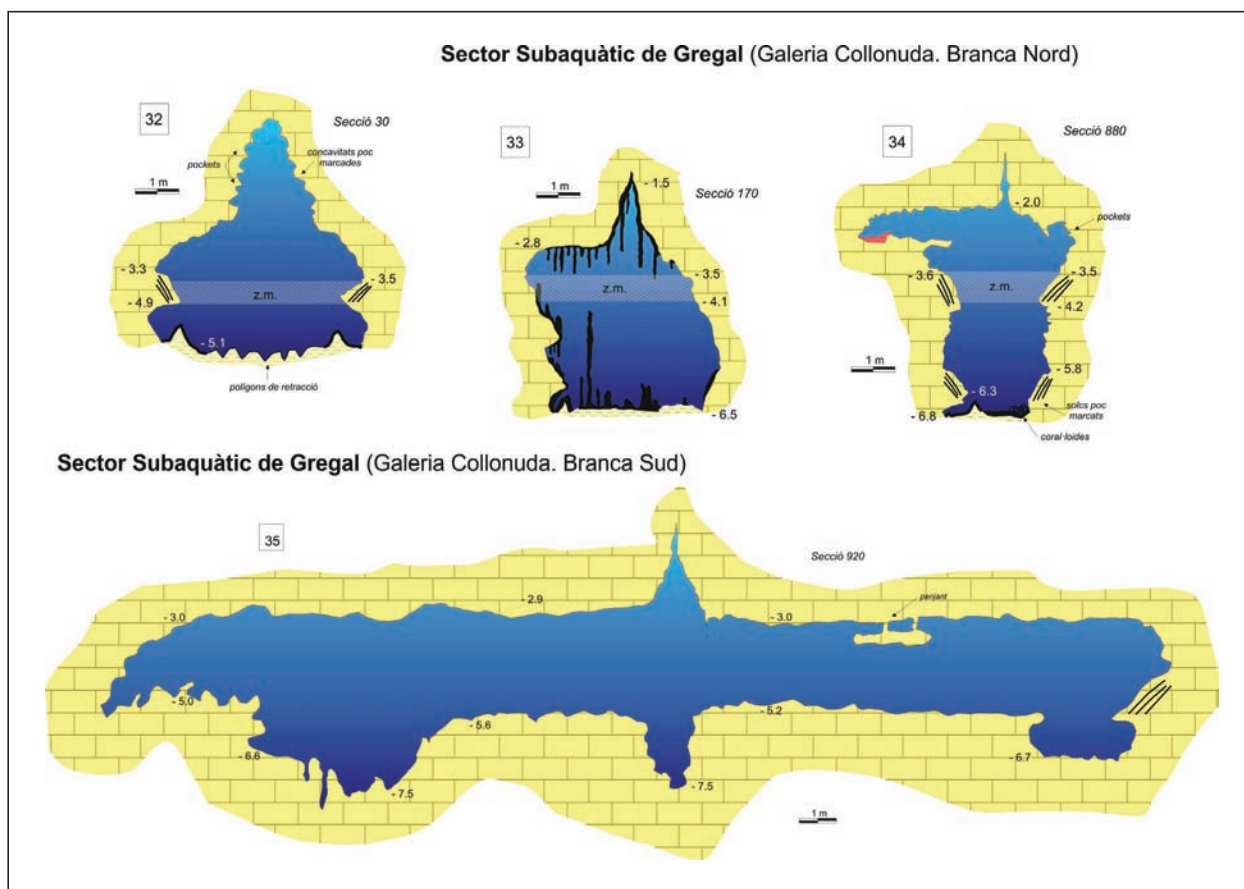 Sector Subaquàtic de Gregal (Galeria Collonuda. Branca Nord)
32
Secció 30
pockets
concavitats poc
marcades
1 m
- 3.3
- 3.5
z.m.
- 4.9
- 5.1
polígons de retracció
33
Secció 170
1 m
- 1.5
- 2.8
- 3.5
z.m.
- 4.1
- 6.5
34
Secció 880
- 2.0
pockets
- 3.6
- 3.5
z.m.
- 4.2
1 m
- 5.8
- 6.3
- 6.8
solcs poc
marcats
coral·loides
Sector Subaquàtic de Gregal (Galeria Collonuda. Branca Sud)
35
Secció 920
- 2.9
penjant
- 3.0
- 3.0
- 5.0
- 5.2
- 5.6
- 6.6
- 6.7
- 7.5
- 7.5
1 m